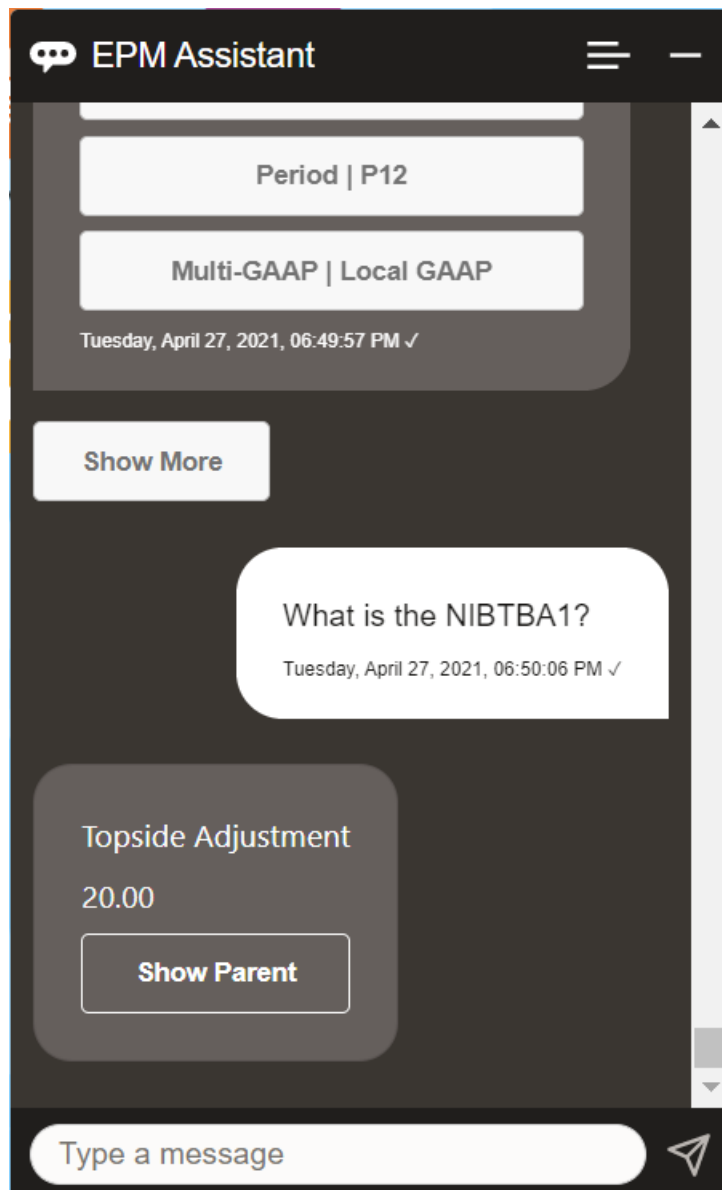 EPM Assistant
Period | P12
Multi-GAAP | Local GAAP
Tuesday, April 27, 2021, 06:49:57 PM ✓
Show More
What is the NIBTBA1?
Tuesday, April 27, 2021, 06:50:06 PM ✓
Topside Adjustment
20.00
Show Parent
Type a message